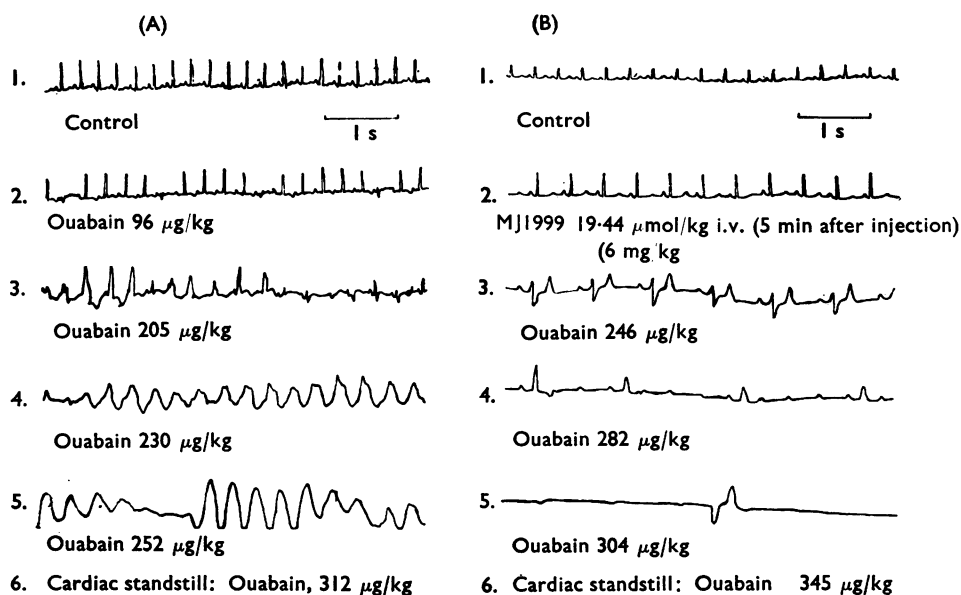 (A)
1.
Control
1 s
2.
Ouabain 96 μg/kg
3.
Ouabain 205 μg/kg
4.
Ouabain 230 μg/kg
5.
Ouabain 252 μg/kg
6. Cardiac standstill: Ouabain, 312 μg/kg
(B)
1.
Control
1 s
2.
MJ1999 19·44 μmol/kg i.v. (5 min after injection)
(6 mg kg
3.
Ouabain 246 μg/kg
4.
Ouabain 282 μg/kg
5.
Ouabain 304 μg/kg
6. Cardiac standstill: Ouabain 345 μg/kg